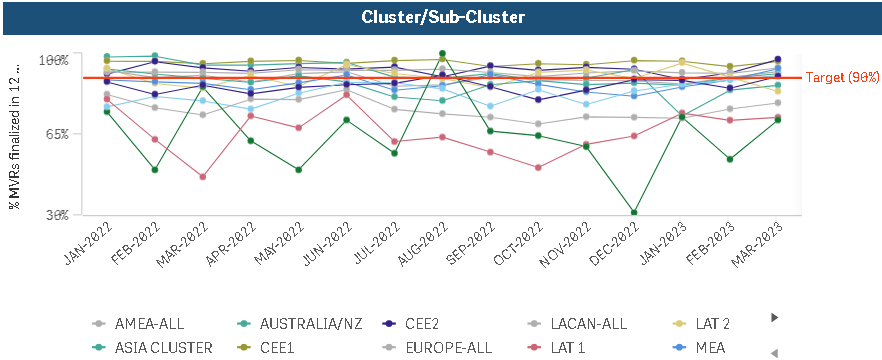 Cluster/Sub-Cluster
% MVRs finalized in 12 ...
100%
65%
30%
Target (90%)
JAN-2022
FEB-2022
MAR-2022
APR-2022
MAY-2022
JUN-2022
JUL-2022
AUG-2022
SEP-2022
OCT-2022
NOV-2022
DEC-2022
JAN-2023
FEB-2023
MAR-2023
AMEA-ALL AUSTRALIA/NZ CEE2 LACAN-ALL LAT 2
ASIA CLUSTER CEE1 EUROPE-ALL LAT 1 MEA